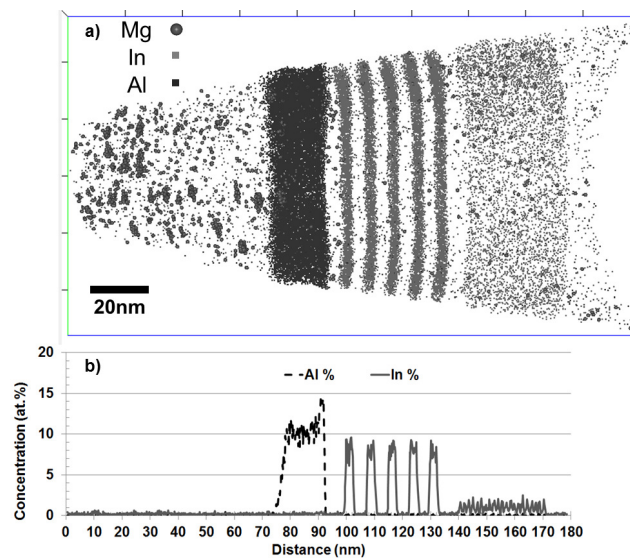 a)
Mg
In
Al
20nm
b)
Al %
In %
Concentration (at.%)
20
15
10
5
0
0 10 20 30 40 50 60 70 80 90 100 110 120 130 140 150 160 170 180
Distance (nm)